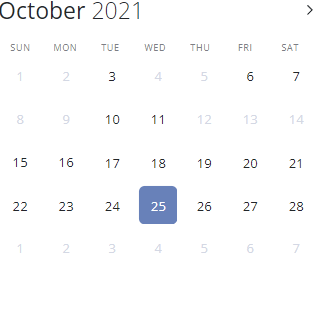 October 2021 >
SUN MON TUE WED THU FRI SAT
1 2 3 4 5 6 7
8 9 10 11 12 13 14
15 16 17 18 19 20 21
22 23 24 25 26 27 28
1 2 3 4 5 6 7